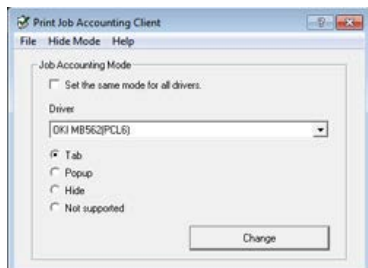 Print Job Accounting Client
File Hide Mode Help
Job Accounting Mode
Set the same mode for all drivers.
Driver
OKI MB562(PCL6)
Tab
Popup
Hide
Not supported
Change